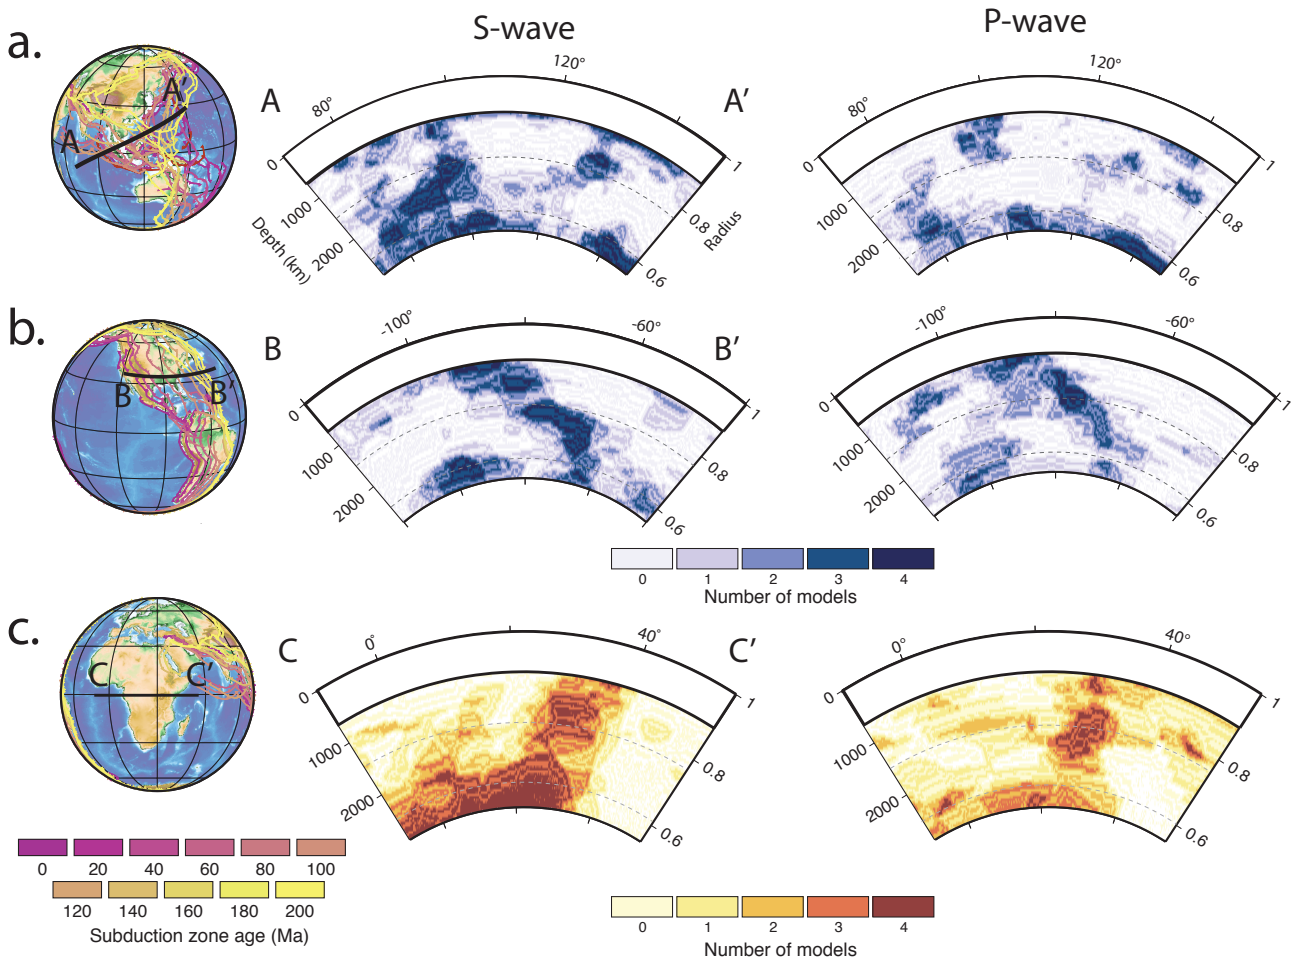 S-wave
P-wave
a.
A
A'
A
A'
80°
120°
80°
120°
0
1000
2000
Depth (km)
1
0.8
0.6
Radius
0
1000
2000
1
0.8
0.6
b.
B
B'
B
B'
-100°
-60°
-100°
-60°
0
1000
2000
1
0.8
0.6
0
1000
2000
1
0.8
0.6
0 1 2 3 4
Number of models
c.
C
C'
C
C'
0°
40°
0°
40°
0
1000
2000
1
0.8
0.6
0
1000
2000
1
0.8
0.6
0 20 40 60 80 100
120 140 160 180 200
Subduction zone age (Ma)
0 1 2 3 4
Number of models